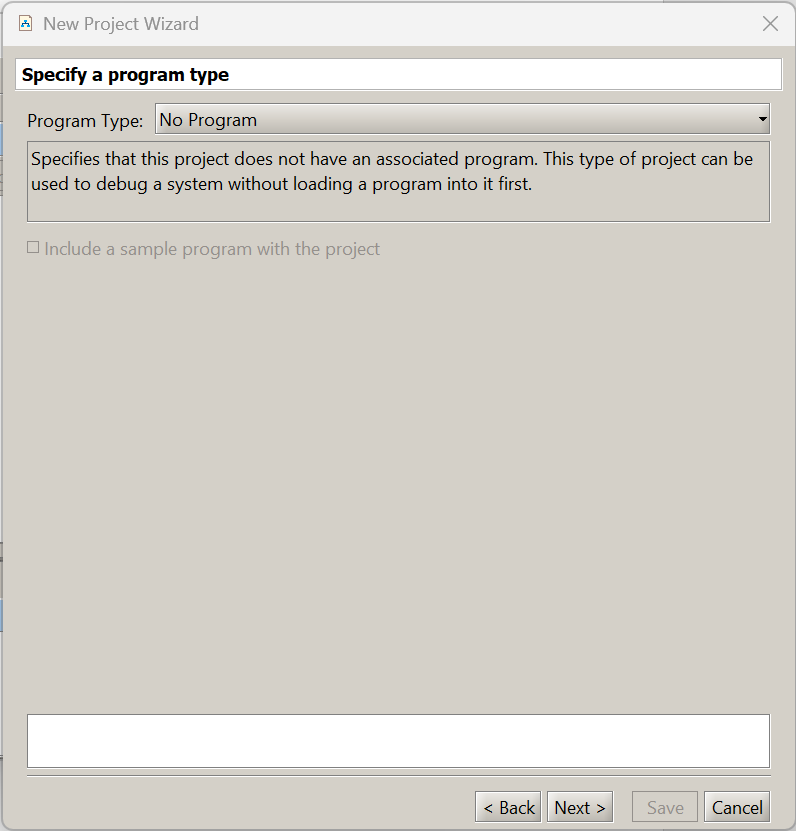 New Project Wizard
Specify a program type
Program Type: No Program
Specifies that this project does not have an associated program. This type of project can be
used to debug a system without loading a program into it first.
Include a sample program with the project
< Back Next > Save Cancel